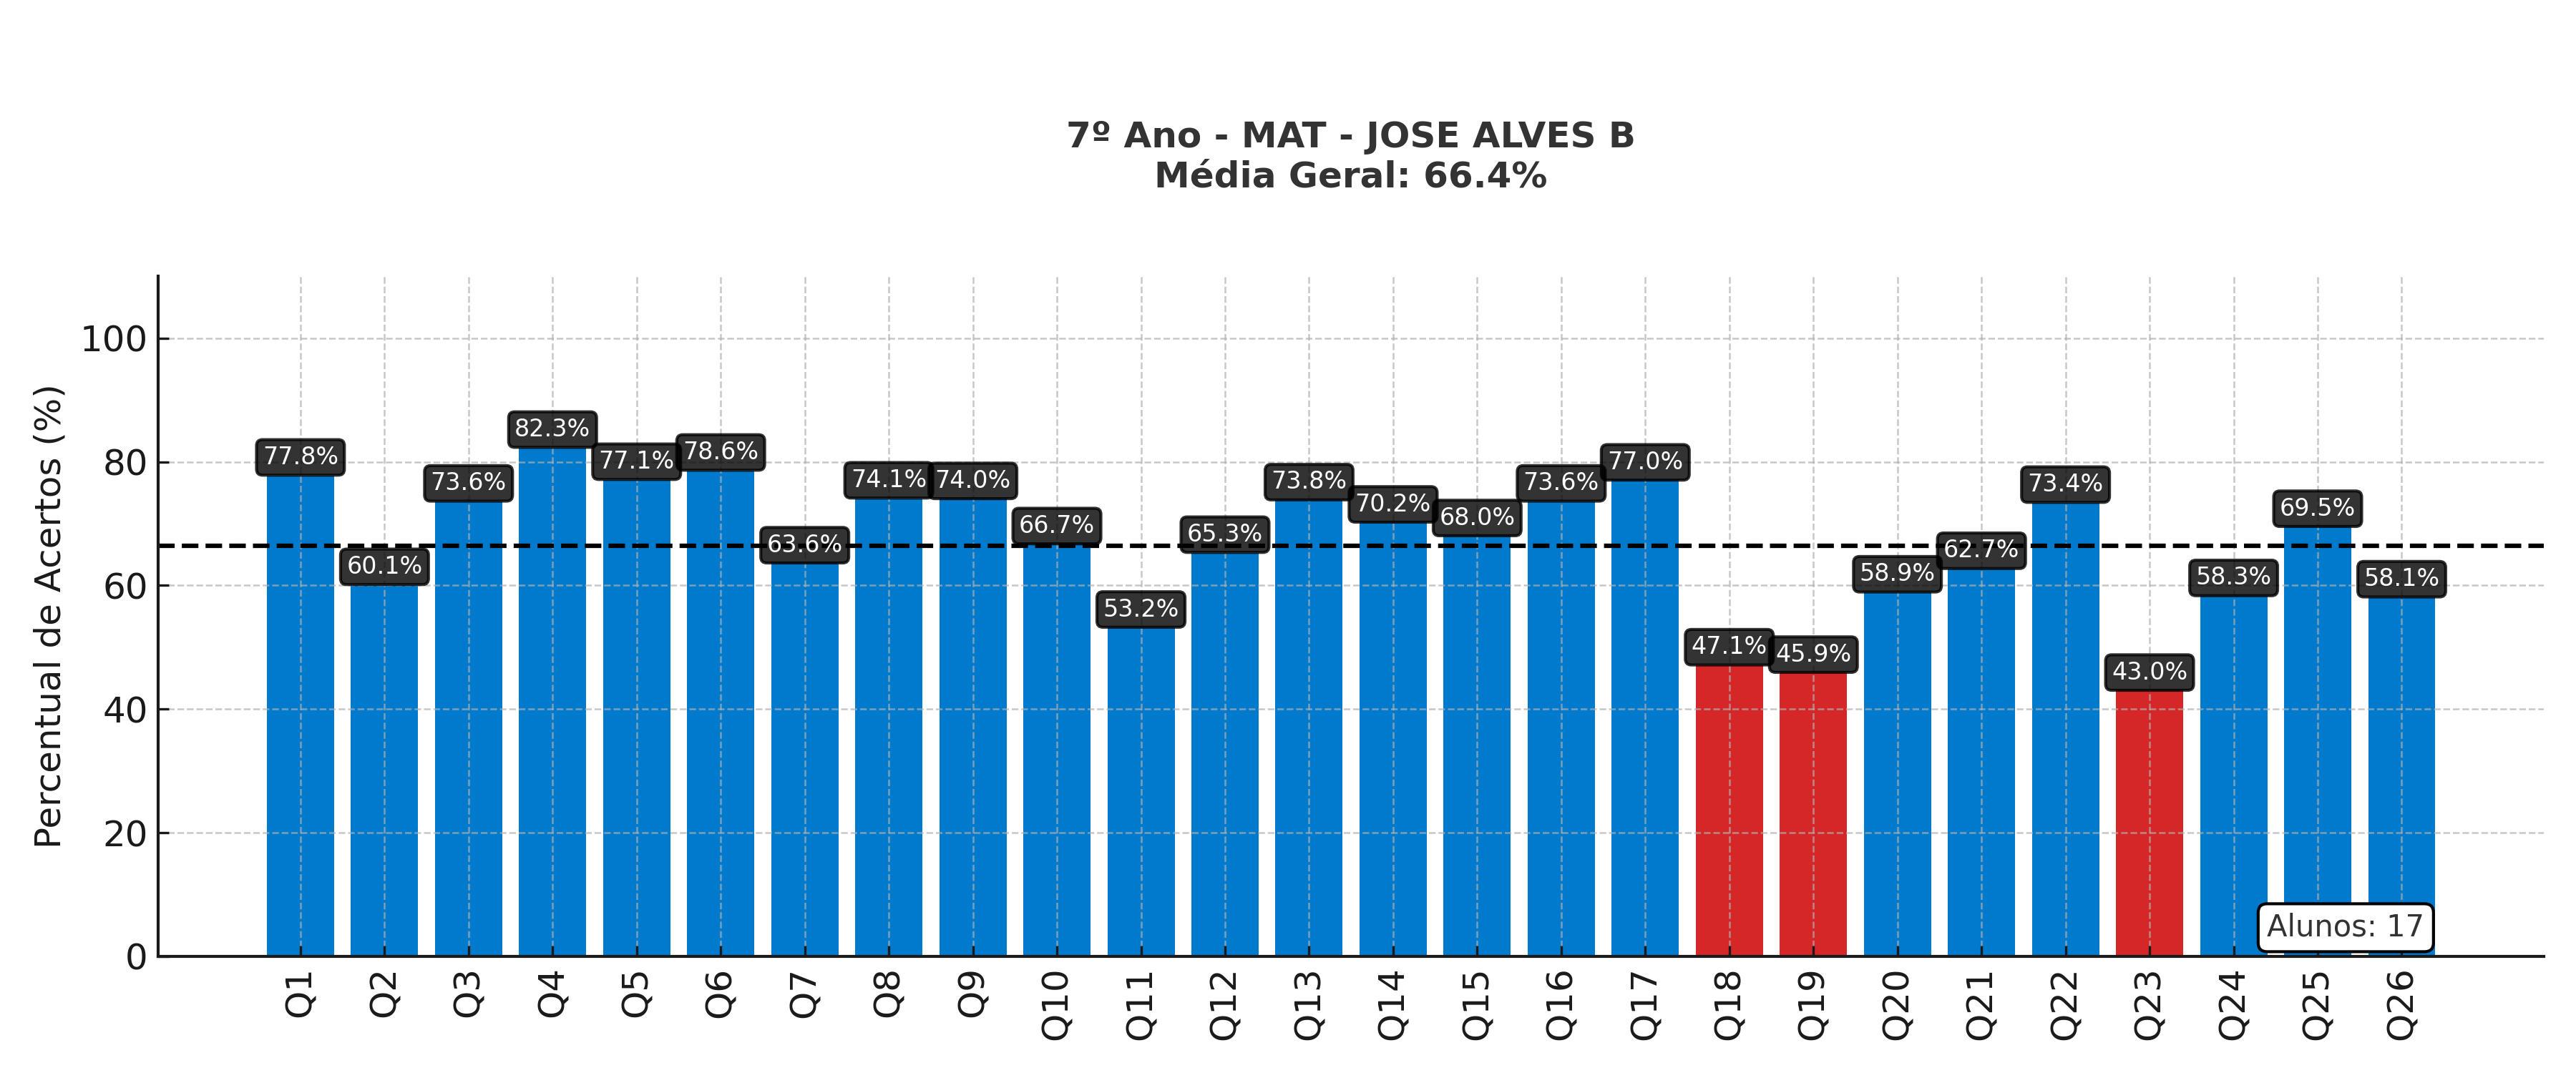 7º Ano - MAT - JOSE ALVES B
Média Geral: 66.4%
Percentual de Acertos (%)
100
80
60
40
20
0
77.8%
60.1%
73.6%
82.3%
77.1%
78.6%
63.6%
74.1%
74.0%
66.7%
53.2%
65.3%
73.8%
70.2%
68.0%
73.6%
77.0%
47.1%
45.9%
58.9%
62.7%
73.4%
43.0%
58.3%
69.5%
58.1%
Alunos: 17
Q1
Q2
Q3
Q4
Q5
Q6
Q7
Q8
Q9
Q10
Q11
Q12
Q13
Q14
Q15
Q16
Q17
Q18
Q19
Q20
Q21
Q22
Q23
Q24
Q25
Q26